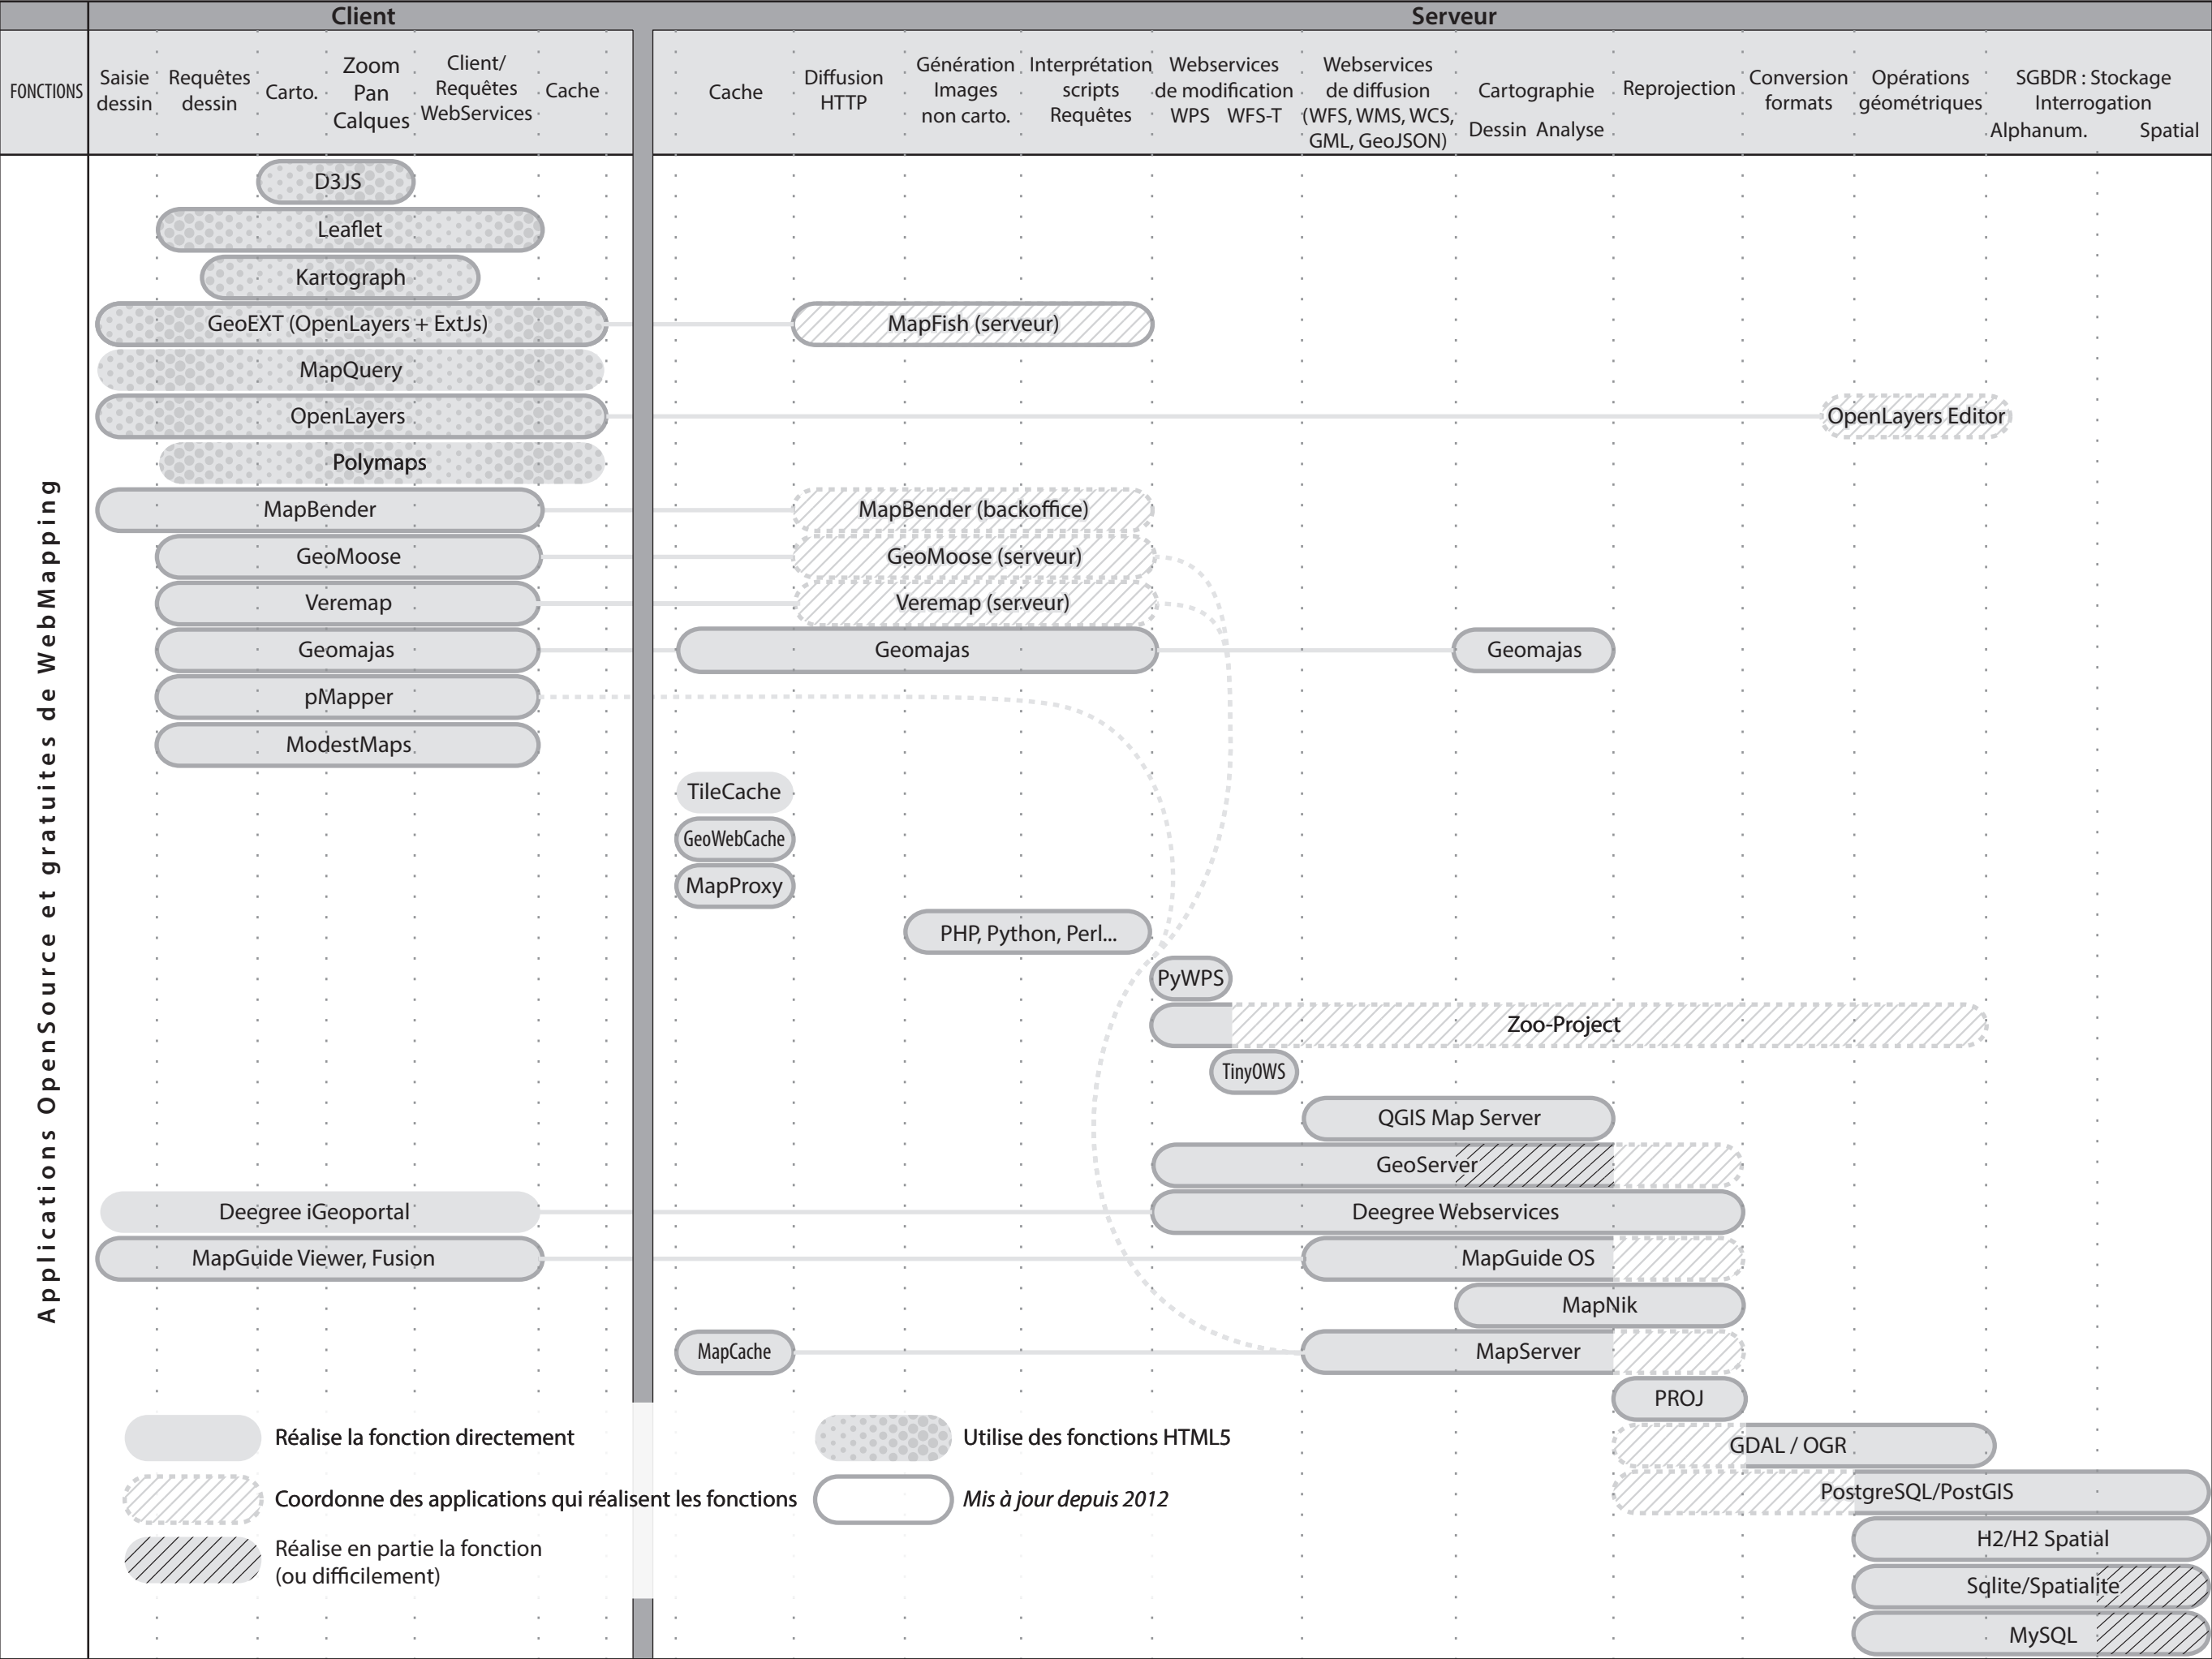 Client
Serveur
FONCTIONS
Saisie
dessin
Requêtes
dessin
Carto.
Zoom
Pan
Calques
Client/
Requêtes
WebServices
Cache
Cache
Diffusion
HTTP
Génération
Images
non carto.
Interprétation
scripts
Requêtes
Webservices
de modification
WPS WFS-T
Webservices
de diffusion
(WFS, WMS, WCS,
GML, GeoJSON)
Cartographie
Dessin Analyse
Reprojection
Conversion
formats
Opérations
géométriques
SGBDR : Stockage
Interrogation
Alphanum. Spatial
Applications OpenSource et gratuites de WebMapping
D3JS
Leaflet
Kartograph
GeoEXT (OpenLayers + ExtJs)
MapFish (serveur)
MapQuery
OpenLayers
OpenLayers Editor
Polymaps
MapBender
MapBender (backoffice)
GeoMoose
GeoMoose (serveur)
Veremap
Veremap (serveur)
Geomajas
Geomajas
Geomajas
pMapper
ModestMaps
TileCache
GeoWebCache
MapProxy
PHP, Python, Perl...
PyWPS
Zoo-Project
TinyOWS
QGIS Map Server
GeoServer
Deegree iGeoportal
Deegree Webservices
MapGuide Viewer, Fusion
MapGuide OS
MapNik
MapCache
MapServer
PROJ
GDAL / OGR
PostgreSQL/PostGIS
H2/H2 Spatial
Sqlite/Spatialite
MySQL
Réalise la fonction directement
Utilise des fonctions HTML5
Coordonne des applications qui réalisent les fonctions
Mis à jour depuis 2012
Réalise en partie la fonction
(ou difficilement)